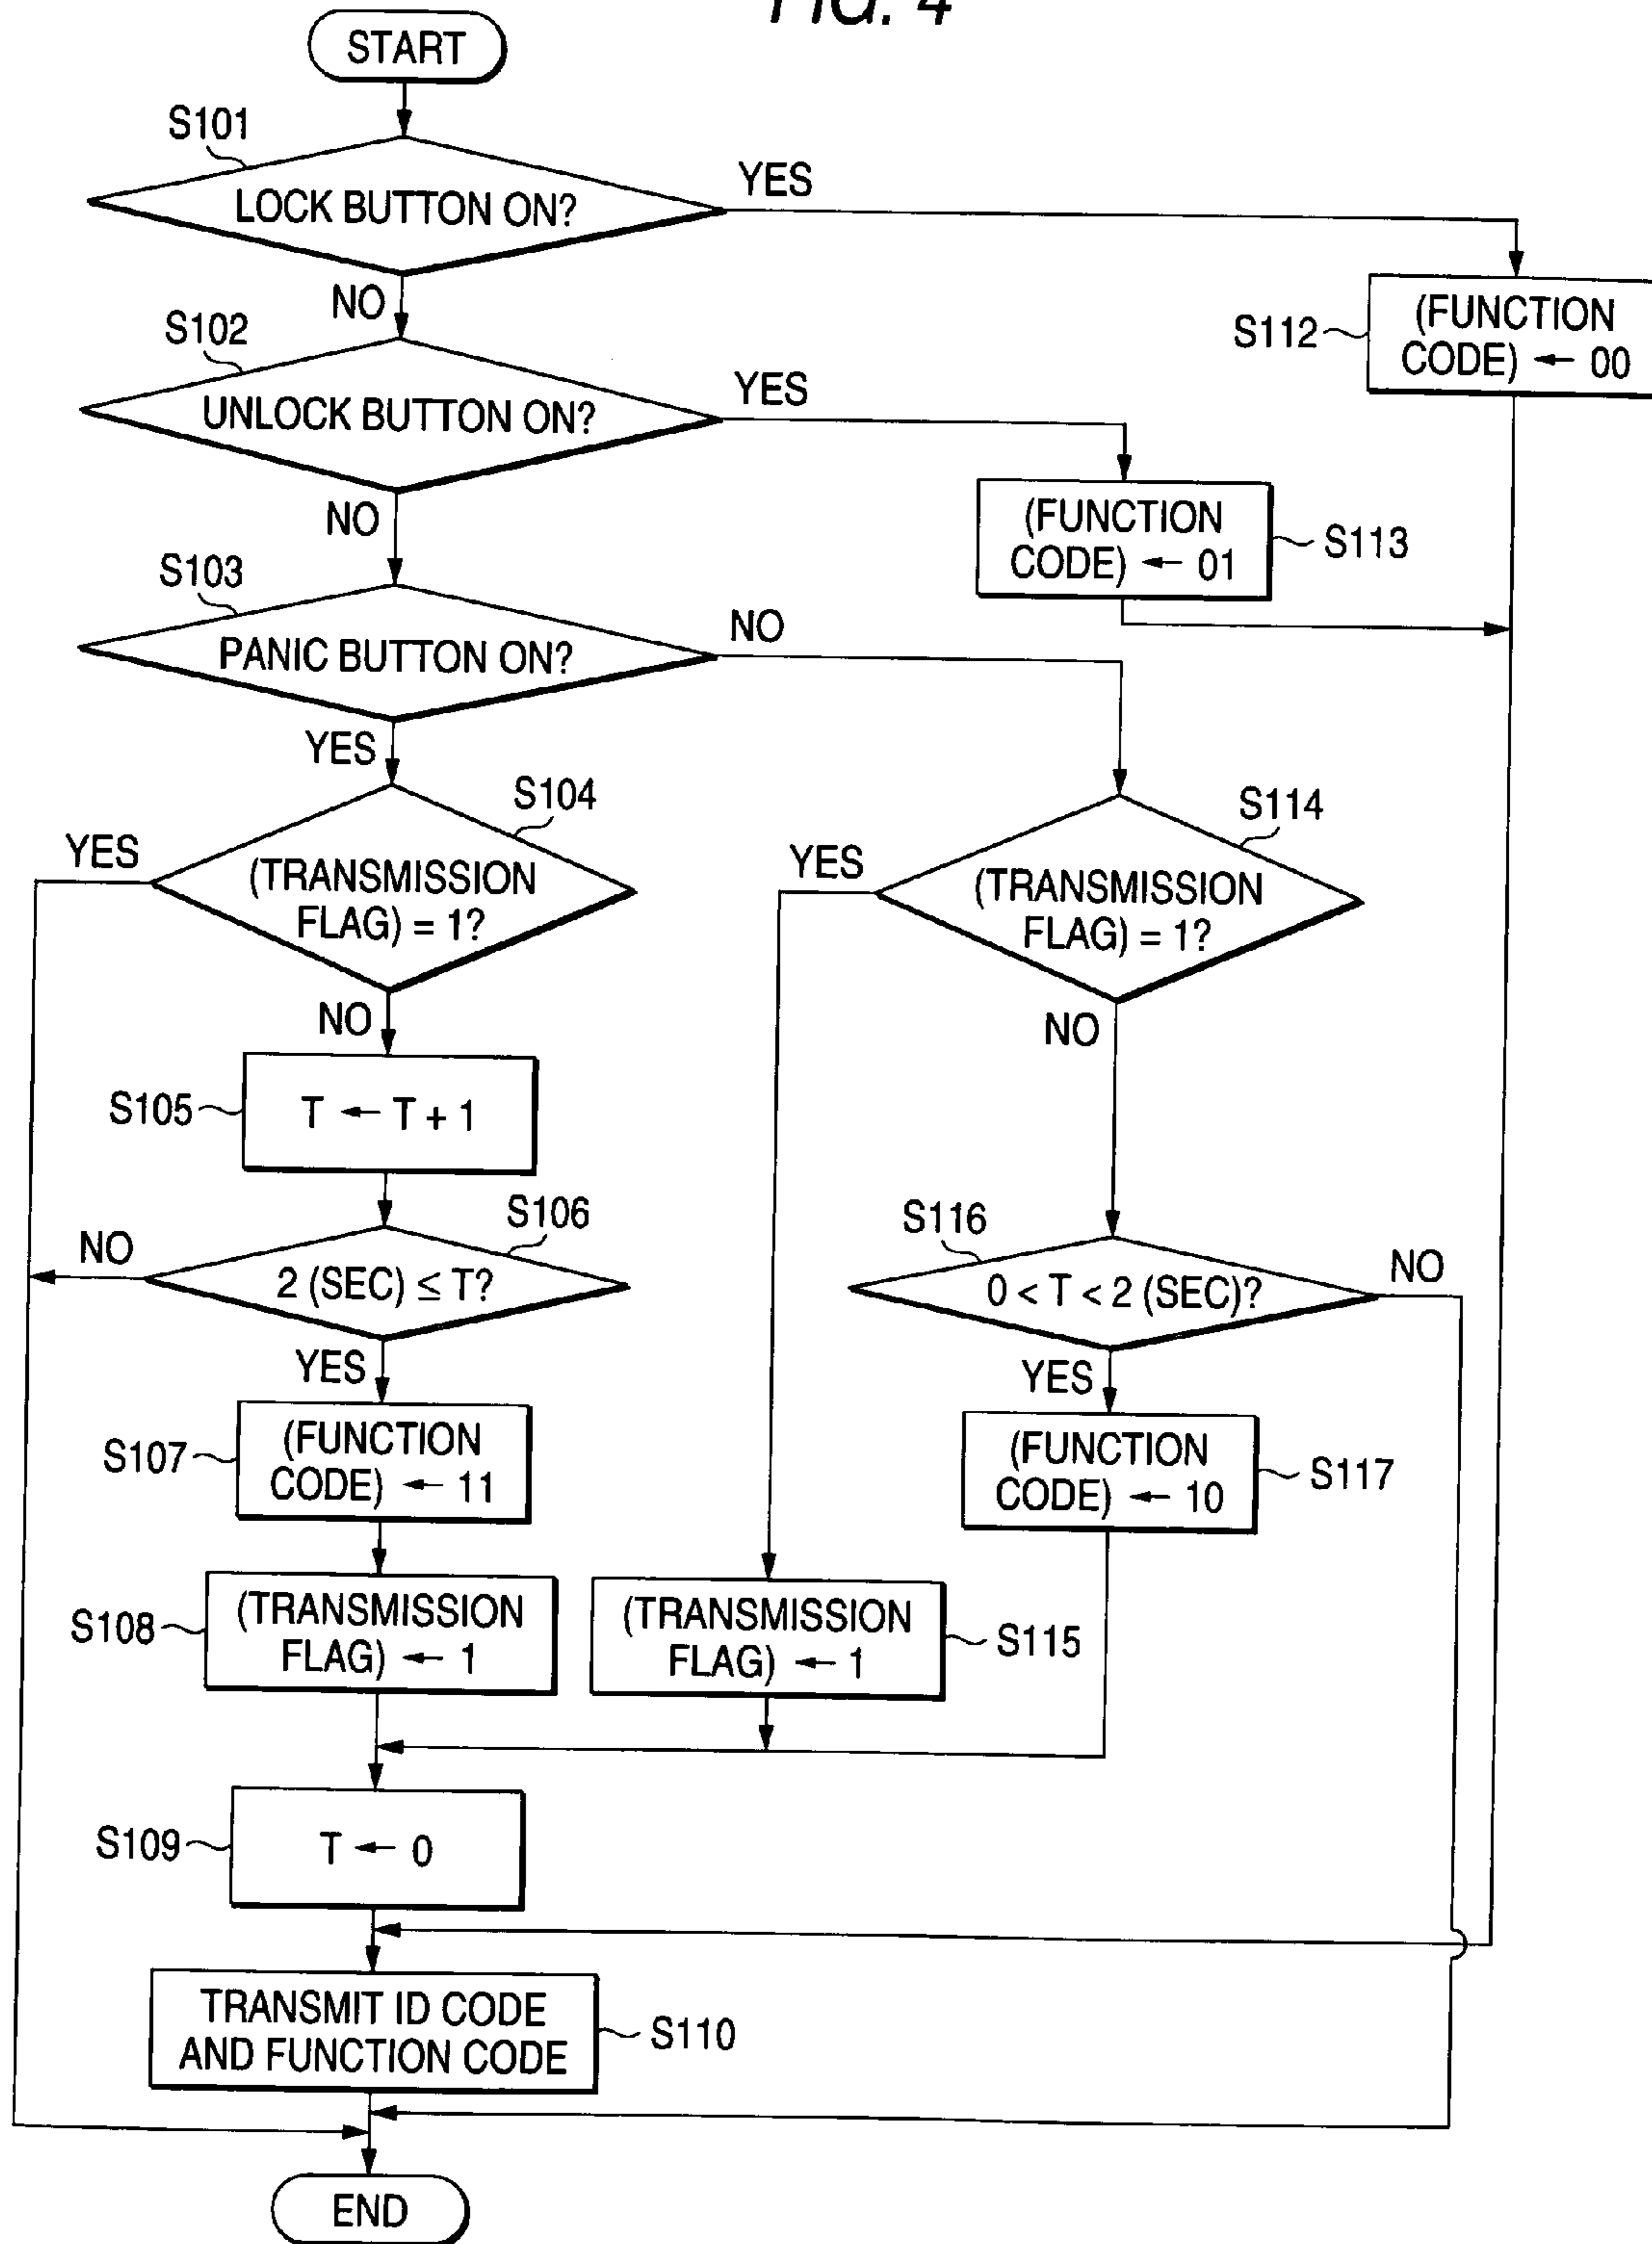 FIG. 4
START
S101
LOCK BUTTON ON?
YES
NO
S112
(FUNCTION
CODE) ← 00
S102
UNLOCK BUTTON ON?
YES
NO
(FUNCTION
CODE) ← 01
S113
S103
PANIC BUTTON ON?
NO
YES
S104
(TRANSMISSION
FLAG) = 1?
YES
NO
S114
(TRANSMISSION
FLAG) = 1?
YES
NO
S105
T ← T + 1
S106
2 (SEC) ≤ T?
NO
YES
S116
0 < T < 2 (SEC)?
NO
YES
S107
(FUNCTION
CODE) ← 11
(FUNCTION
CODE) ← 10
S117
S108
(TRANSMISSION
FLAG) ← 1
(TRANSMISSION
FLAG) ← 1
S115
S109
T ← 0
TRANSMIT ID CODE
AND FUNCTION CODE
S110
END